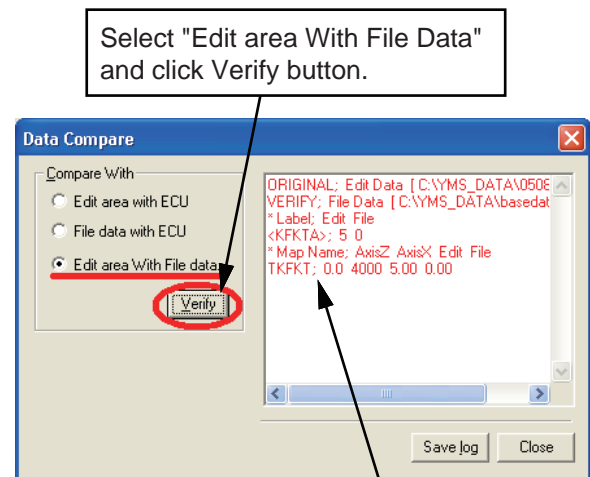 Select "Edit area With File Data"
and click Verify button.
Data Compare
Compare With
Edit area with ECU
File data with ECU
Edit area With File data
Verify
ORIGINAL; Edit Data [ C:\YMS_DATA\0508
VERIFY; File Data [ C:\YMS_DATA\basedat
* Label; Edit File
<KFKTA>; 5 0
* Map Name; AxisZ AxisX Edit File
TKFKT; 0.0 4000 5.00 0.00
Save log
Close